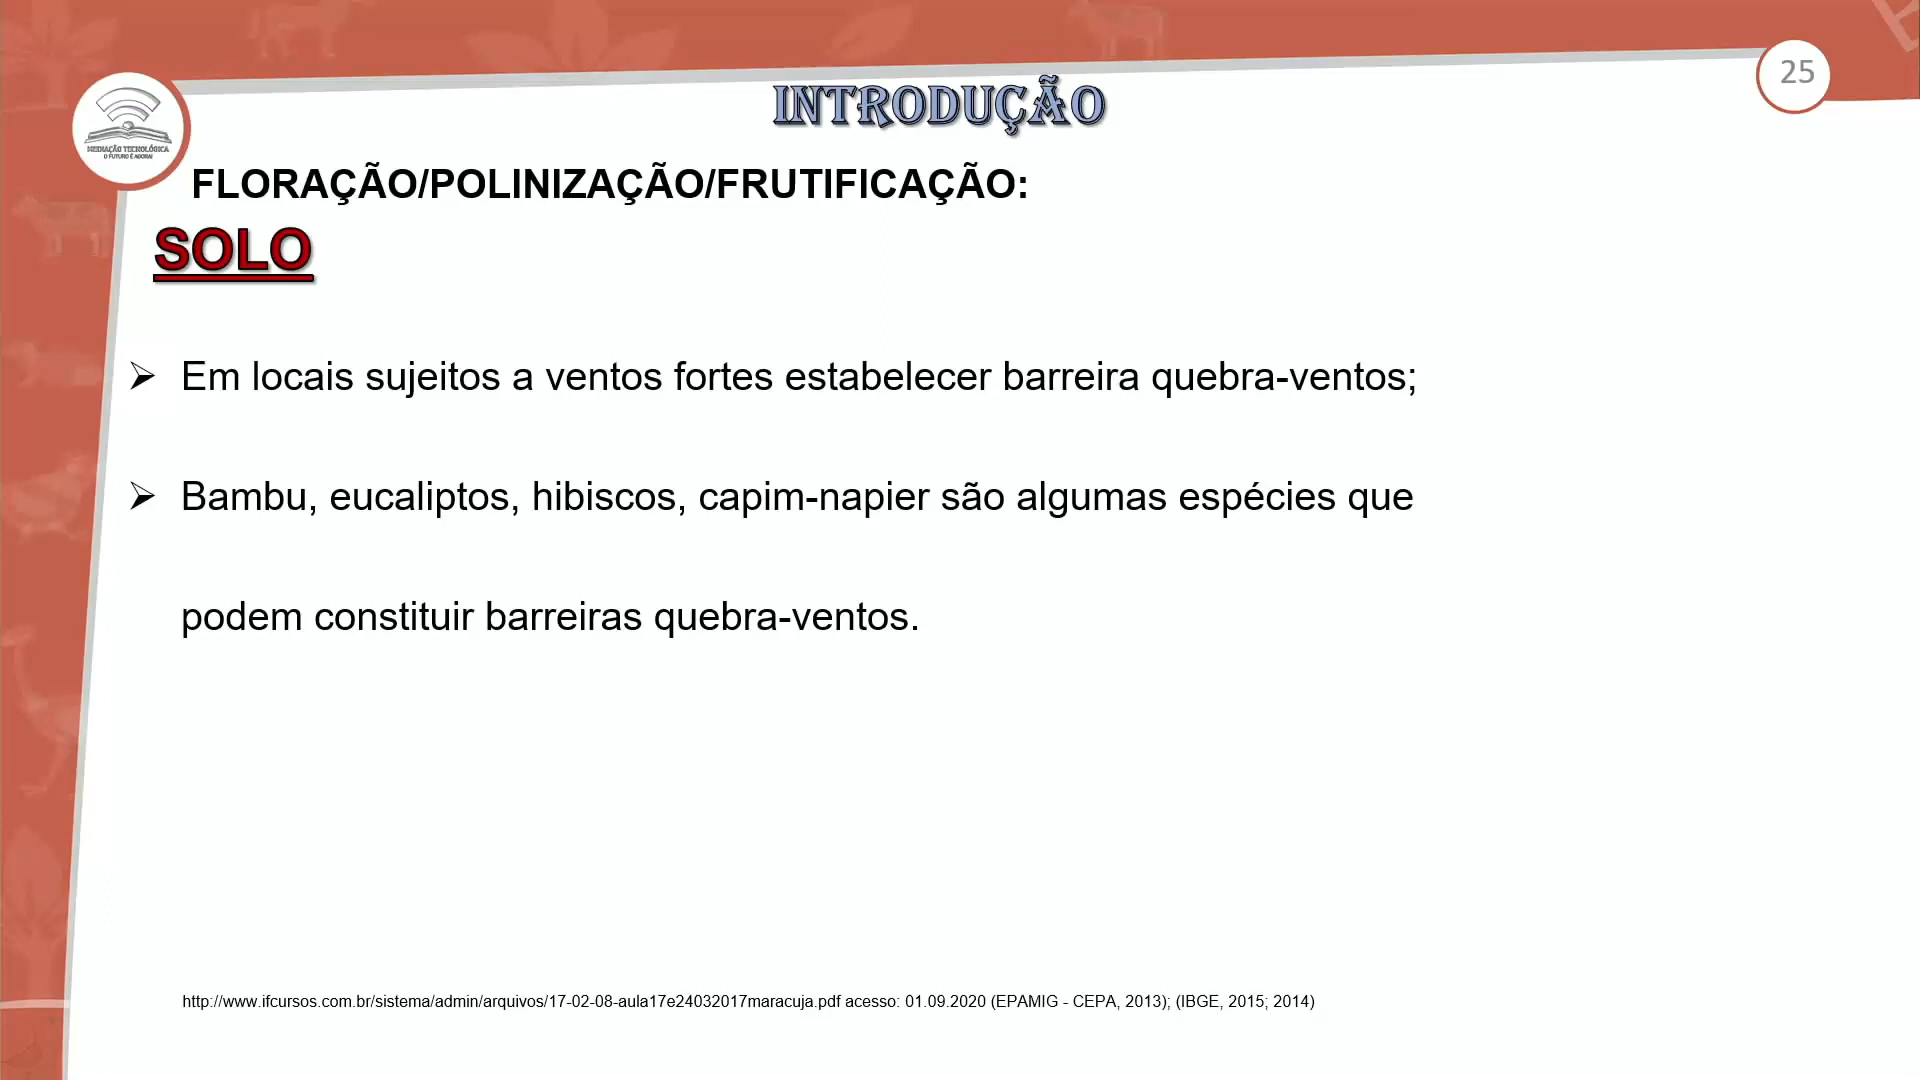 25
INTRODUÇÃO
MEDIAÇÃO TECNOLÓGICA
O FUTURO É AGORA!
FLORAÇÃO/POLINIZAÇÃO/FRUTIFICAÇÃO:
SOLO
➢ Em locais sujeitos a ventos fortes estabelecer barreira quebra-ventos;
➢ Bambu, eucaliptos, hibiscos, capim-napier são algumas espécies que
podem constituir barreiras quebra-ventos.
http://www.ifcursos.com.br/sistema/admin/arquivos/17-02-08-aula17e24032017maracuja.pdf acesso: 01.09.2020 (EPAMIG - CEPA, 2013); (IBGE, 2015; 2014)